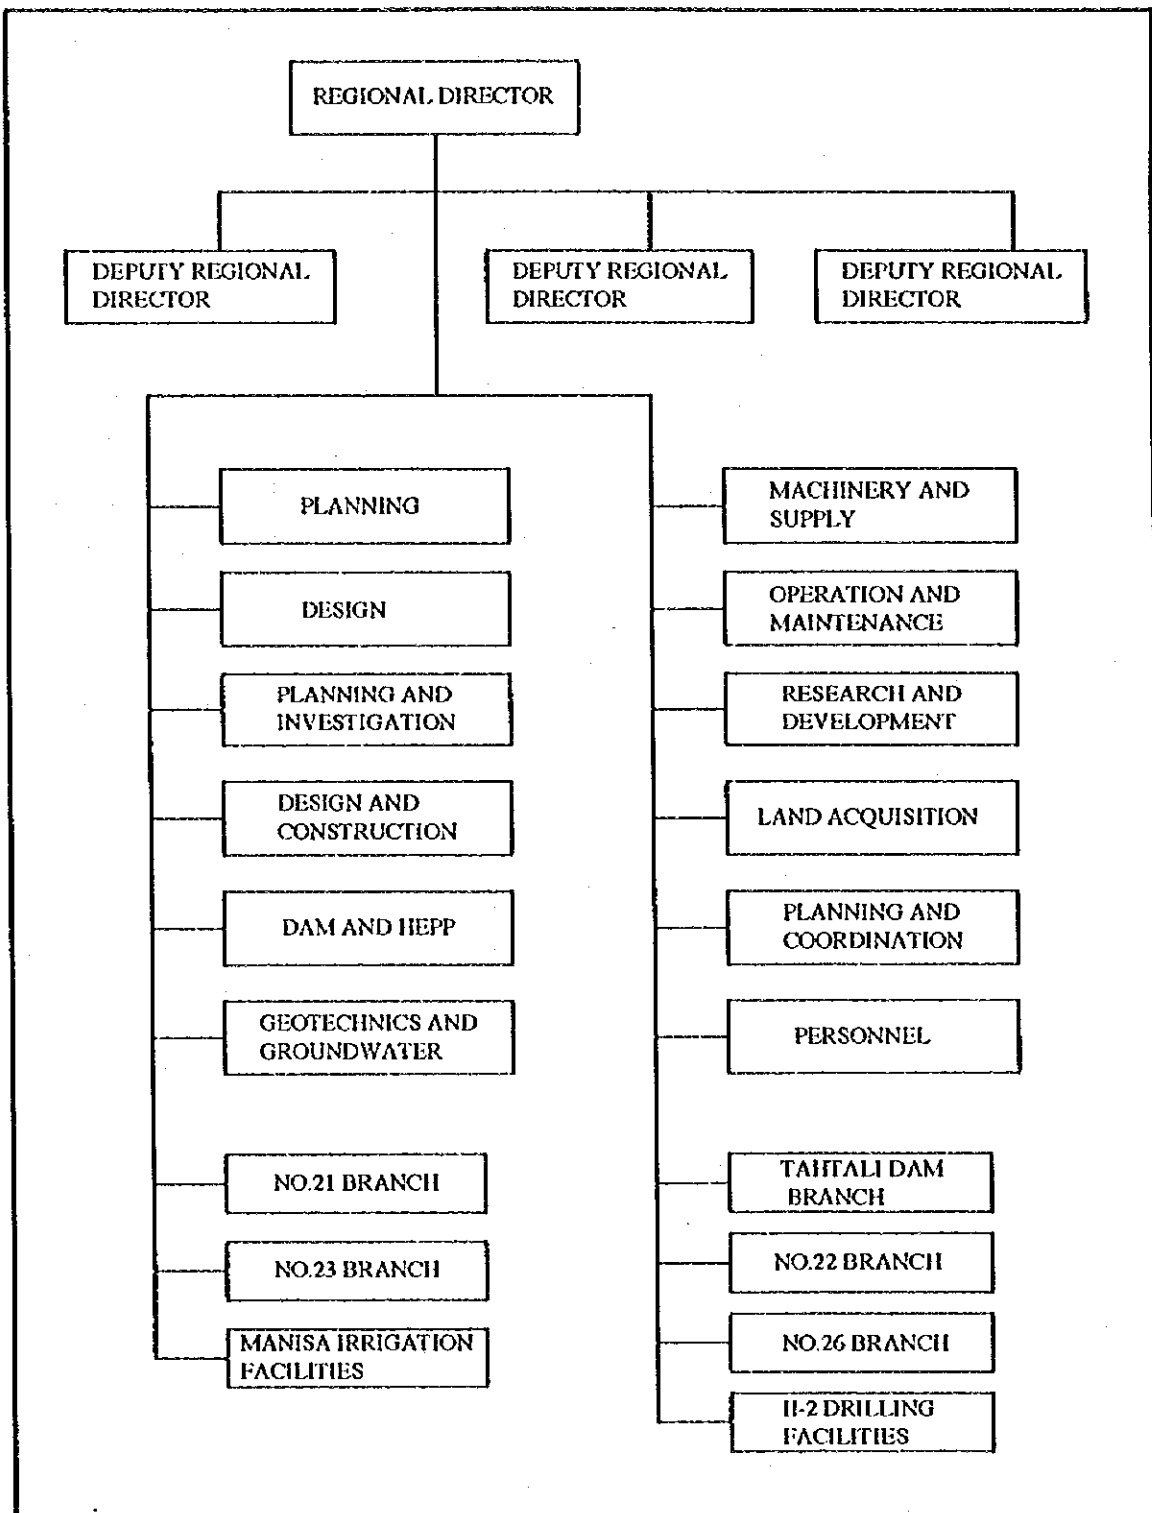 REGIONAL DIRECTOR
DEPUTY REGIONAL
DIRECTOR
DEPUTY REGIONAL
DIRECTOR
DEPUTY REGIONAL
DIRECTOR
PLANNING
DESIGN
PLANNING AND
INVESTIGATION
DESIGN AND
CONSTRUCTION
DAM AND HEPP
GEOTECHNICS AND
GROUNDWATER
NO.21 BRANCH
NO.23 BRANCH
MANISA IRRIGATION
FACILITIES
MACHINERY AND
SUPPLY
OPERATION AND
MAINTENANCE
RESEARCH AND
DEVELOPMENT
LAND ACQUISITION
PLANNING AND
COORDINATION
PERSONNEL
TAHTALI DAM
BRANCH
NO.22 BRANCH
NO.26 BRANCH
II-2 DRILLING
FACILITIES